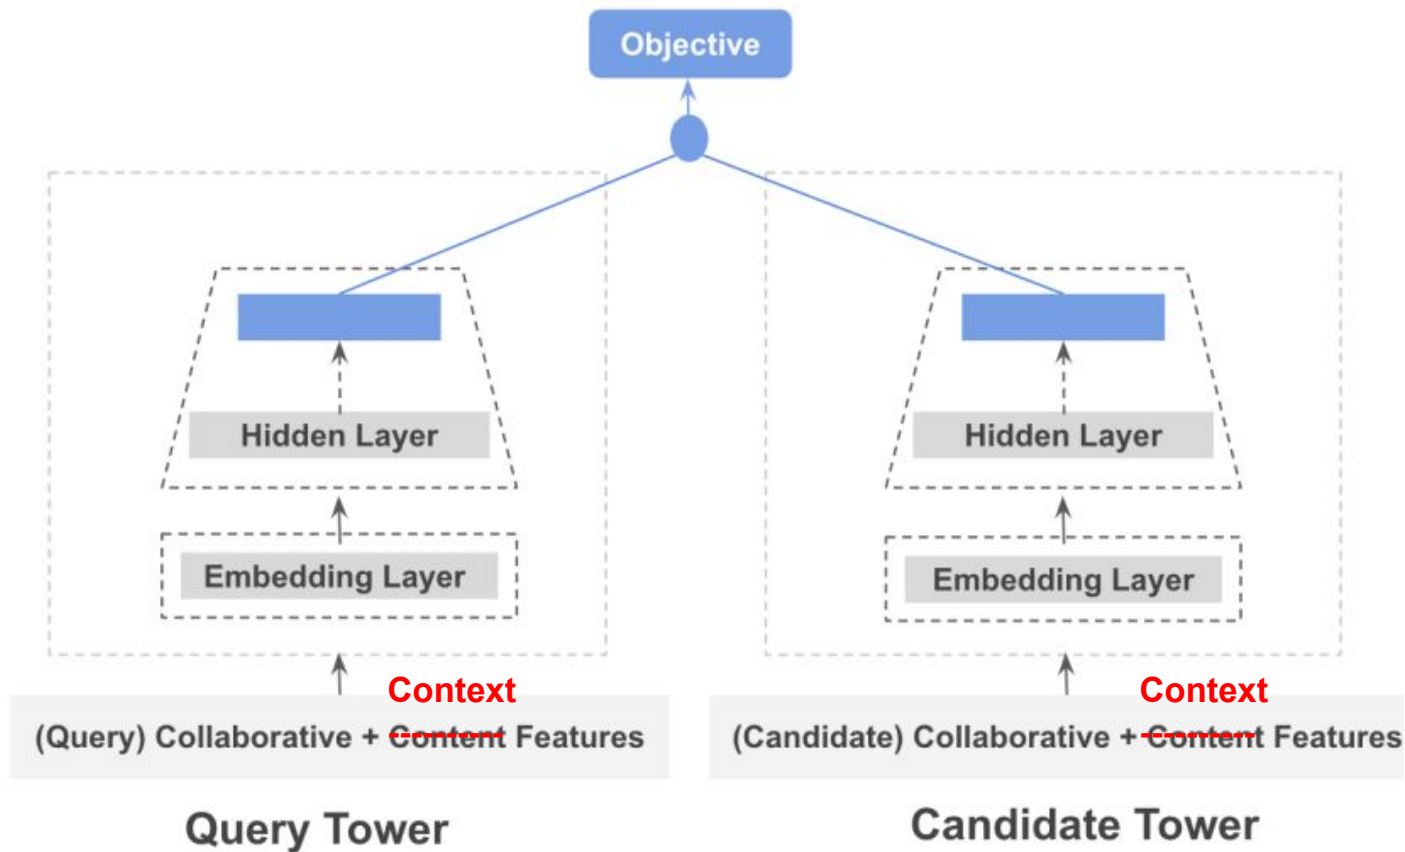 Objective
Hidden Layer
Hidden Layer
Embedding Layer
Embedding Layer
Context
Context
(Query) Collaborative + Content Features
(Candidate) Collaborative + Content Features
Query Tower
Candidate Tower